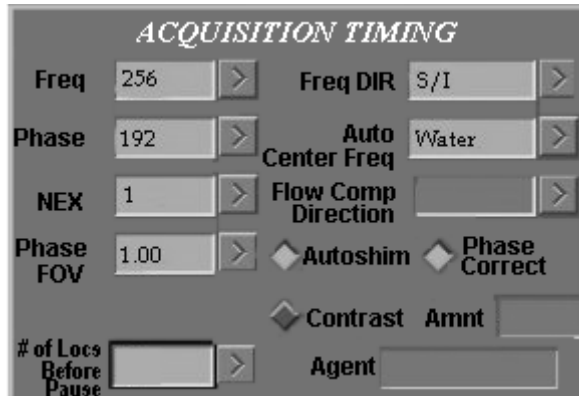 ACQUISITION TIMING
Freq 256 > Freq DIR S/I >
Phase 192 > Auto Center Freq Water >
NEX 1 > Flow Comp Direction >
Phase FOV 1.00 > Autoshim Phase Correct
Contrast Amnt
# of Locs Before Pause > Agent